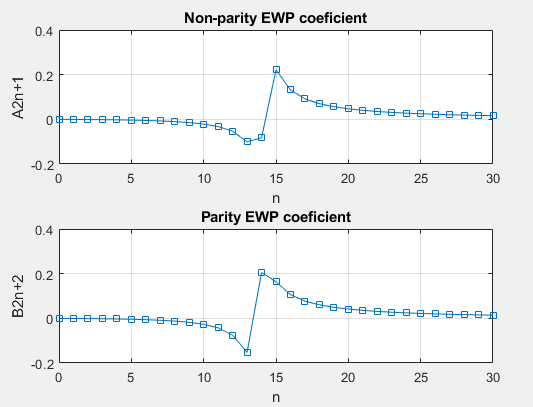 Non-parity EWP coeficient
0.4
0.2
0
-0.2
A2n+1
0 5 10 15 20 25 30
n
Parity EWP coeficient
0.4
0.2
0
-0.2
B2n+2
0 5 10 15 20 25 30
n